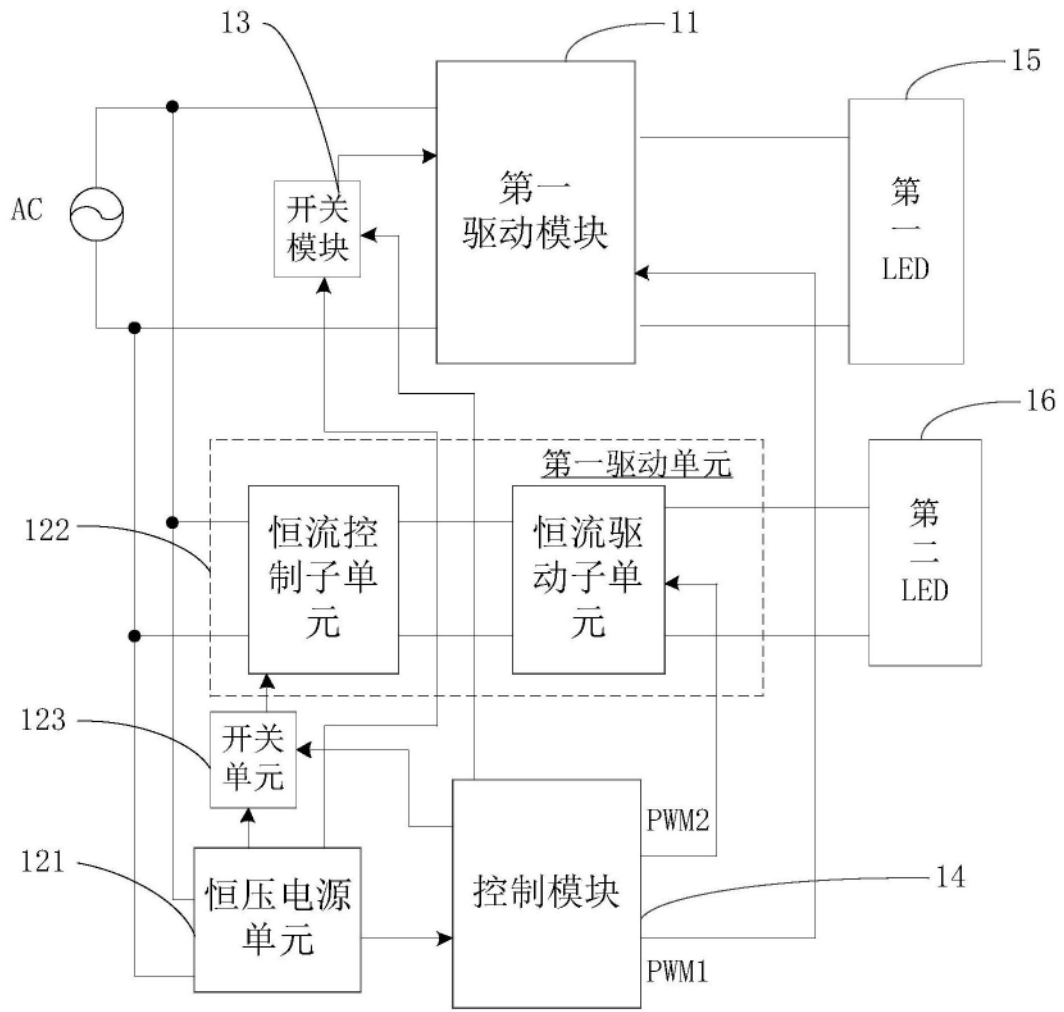 13
11
15
AC
开关
模块
第一
驱动模块
第
一
LED
16
第一驱动单元
122
恒流控
制子单
元
恒流驱
动子单
元
第
二
LED
123
开关
单元
PWM2
121
恒压电源
单元
控制模块
14
PWM1